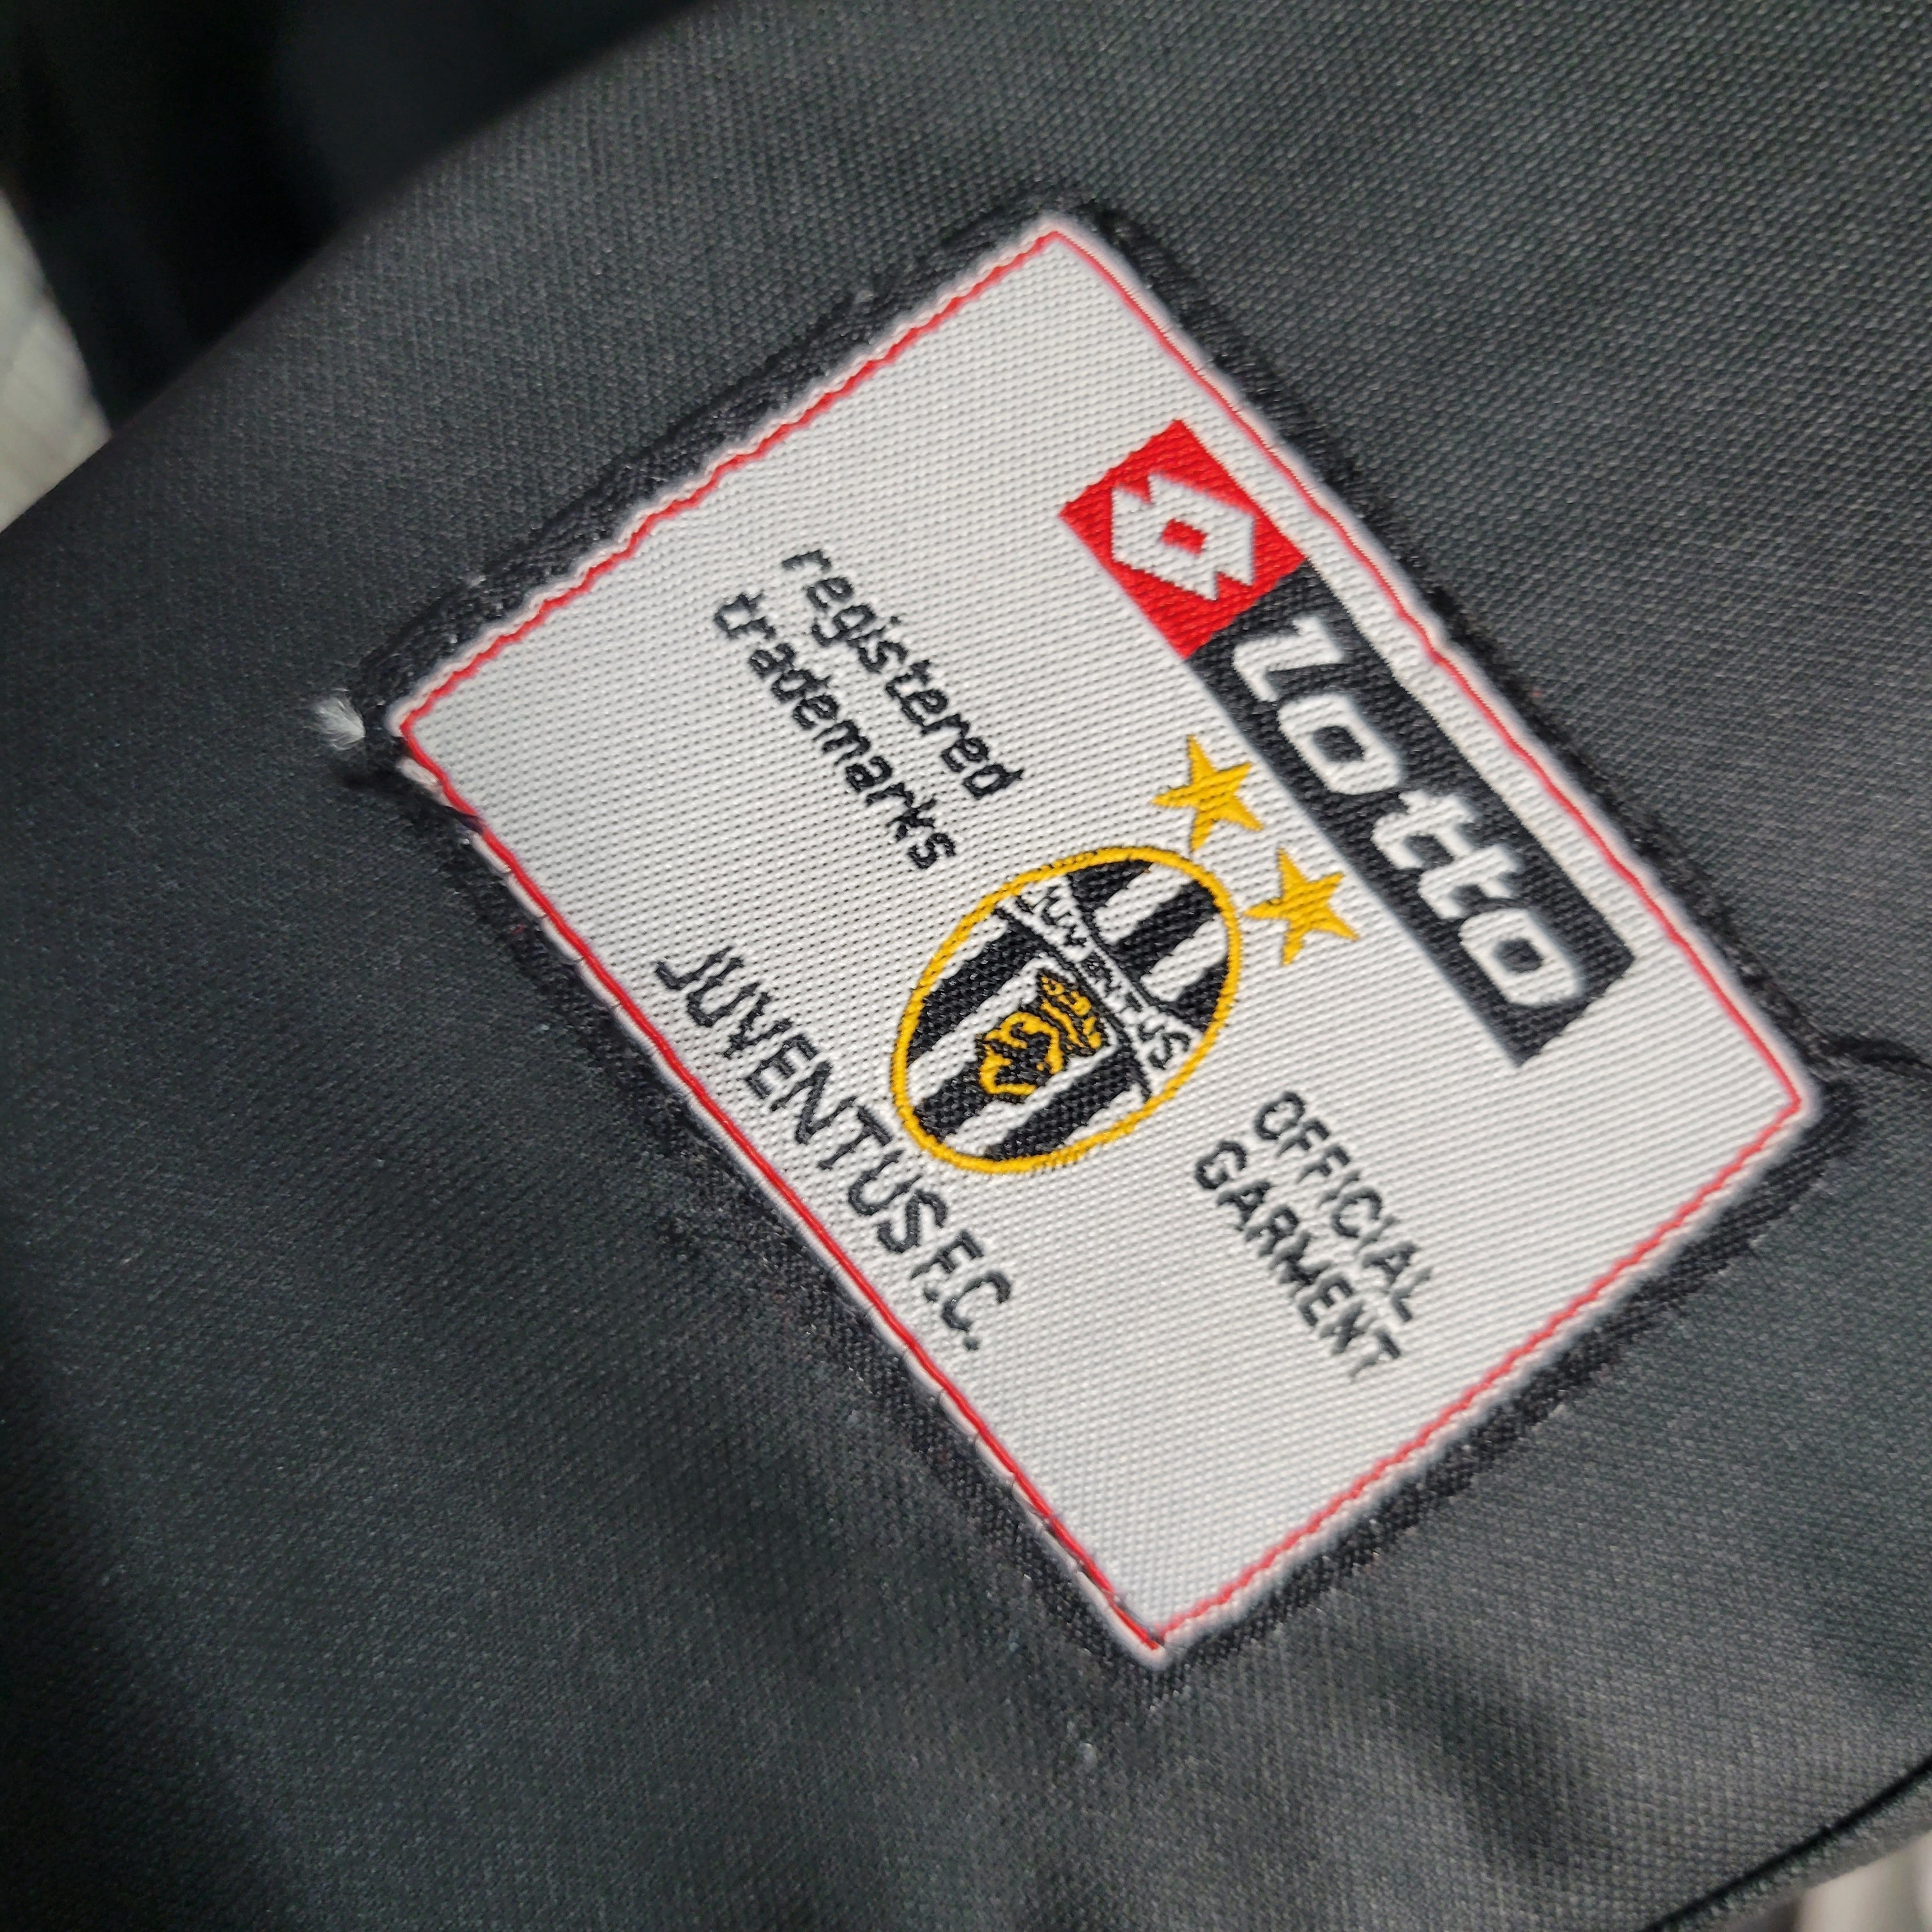 lotto
registered
trademarks
JUVENTUS
OFFICIAL
GARMENT
JUVENTUS F.C.